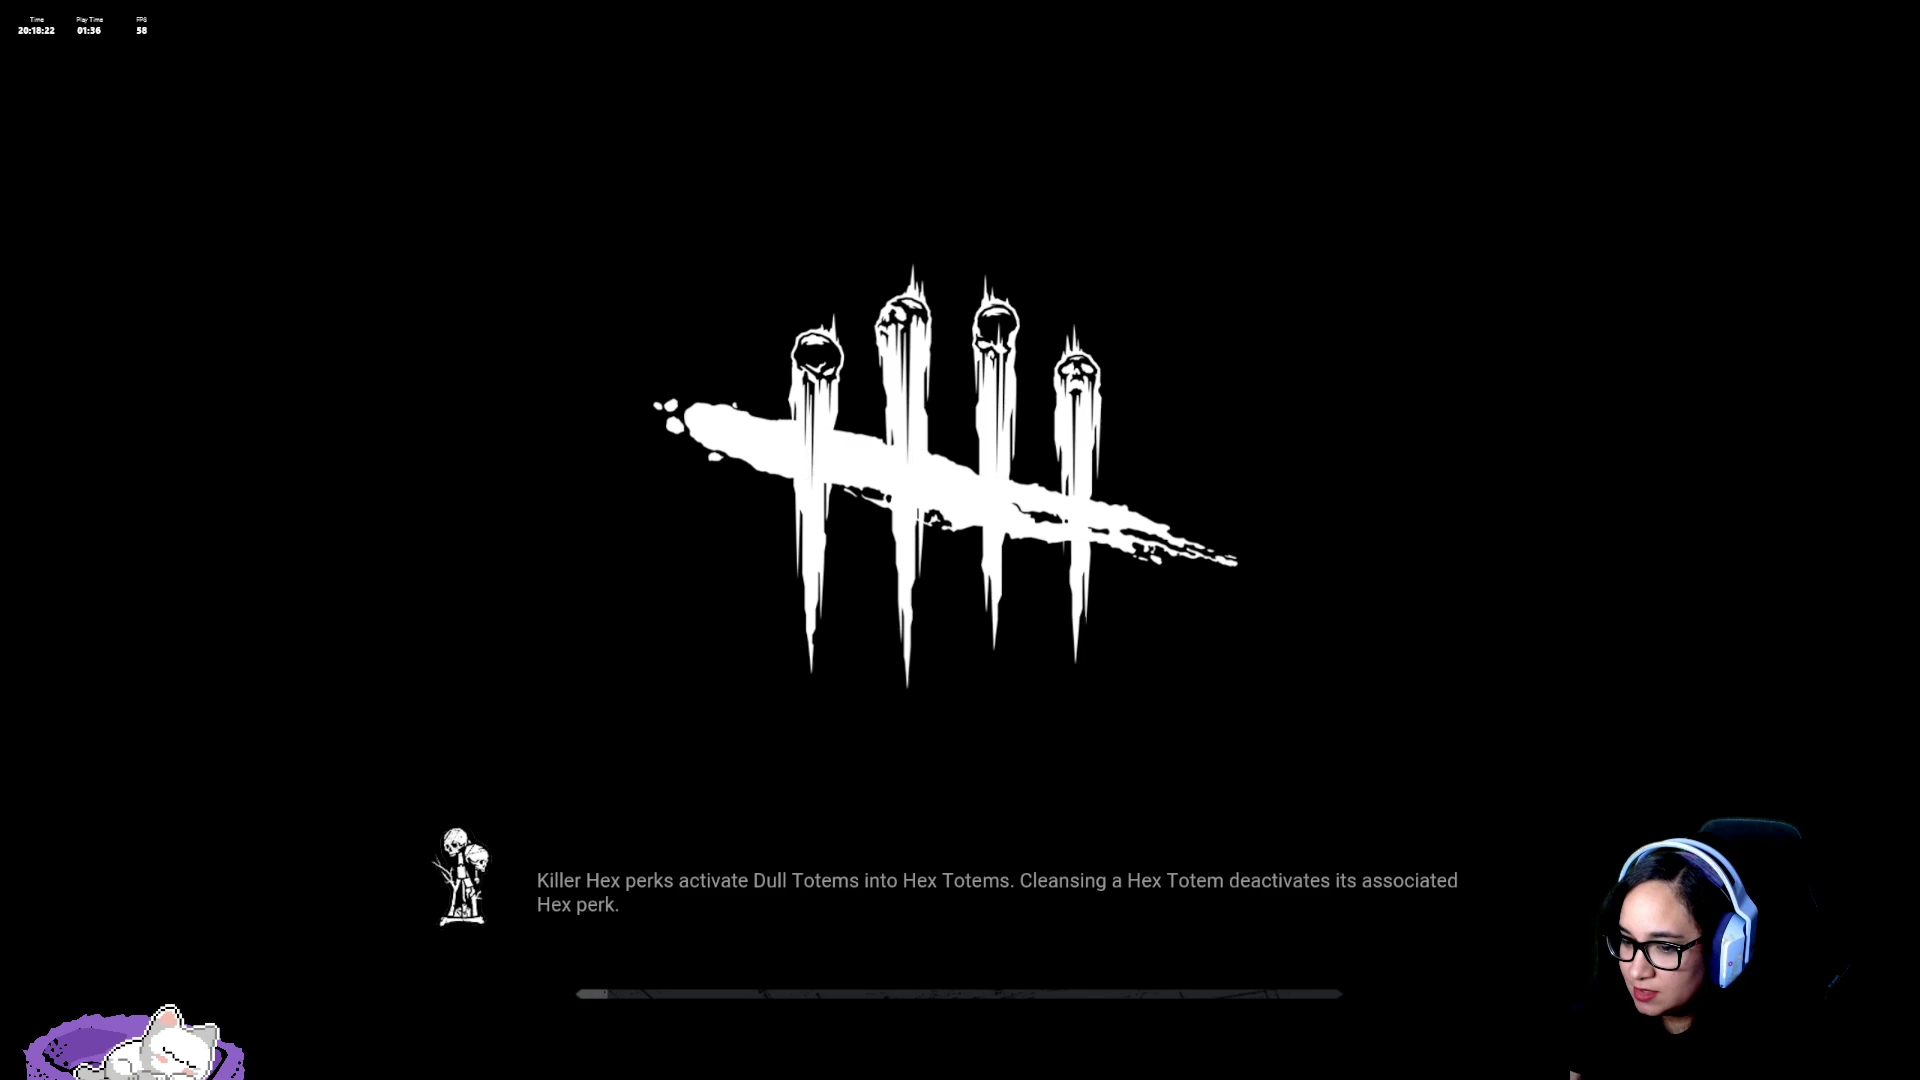 Time Play Time FPS
20:18:22 01:36 58
Killer Hex perks activate Dull Totems into Hex Totems. Cleansing a Hex Totem deactivates its associated
Hex perk.